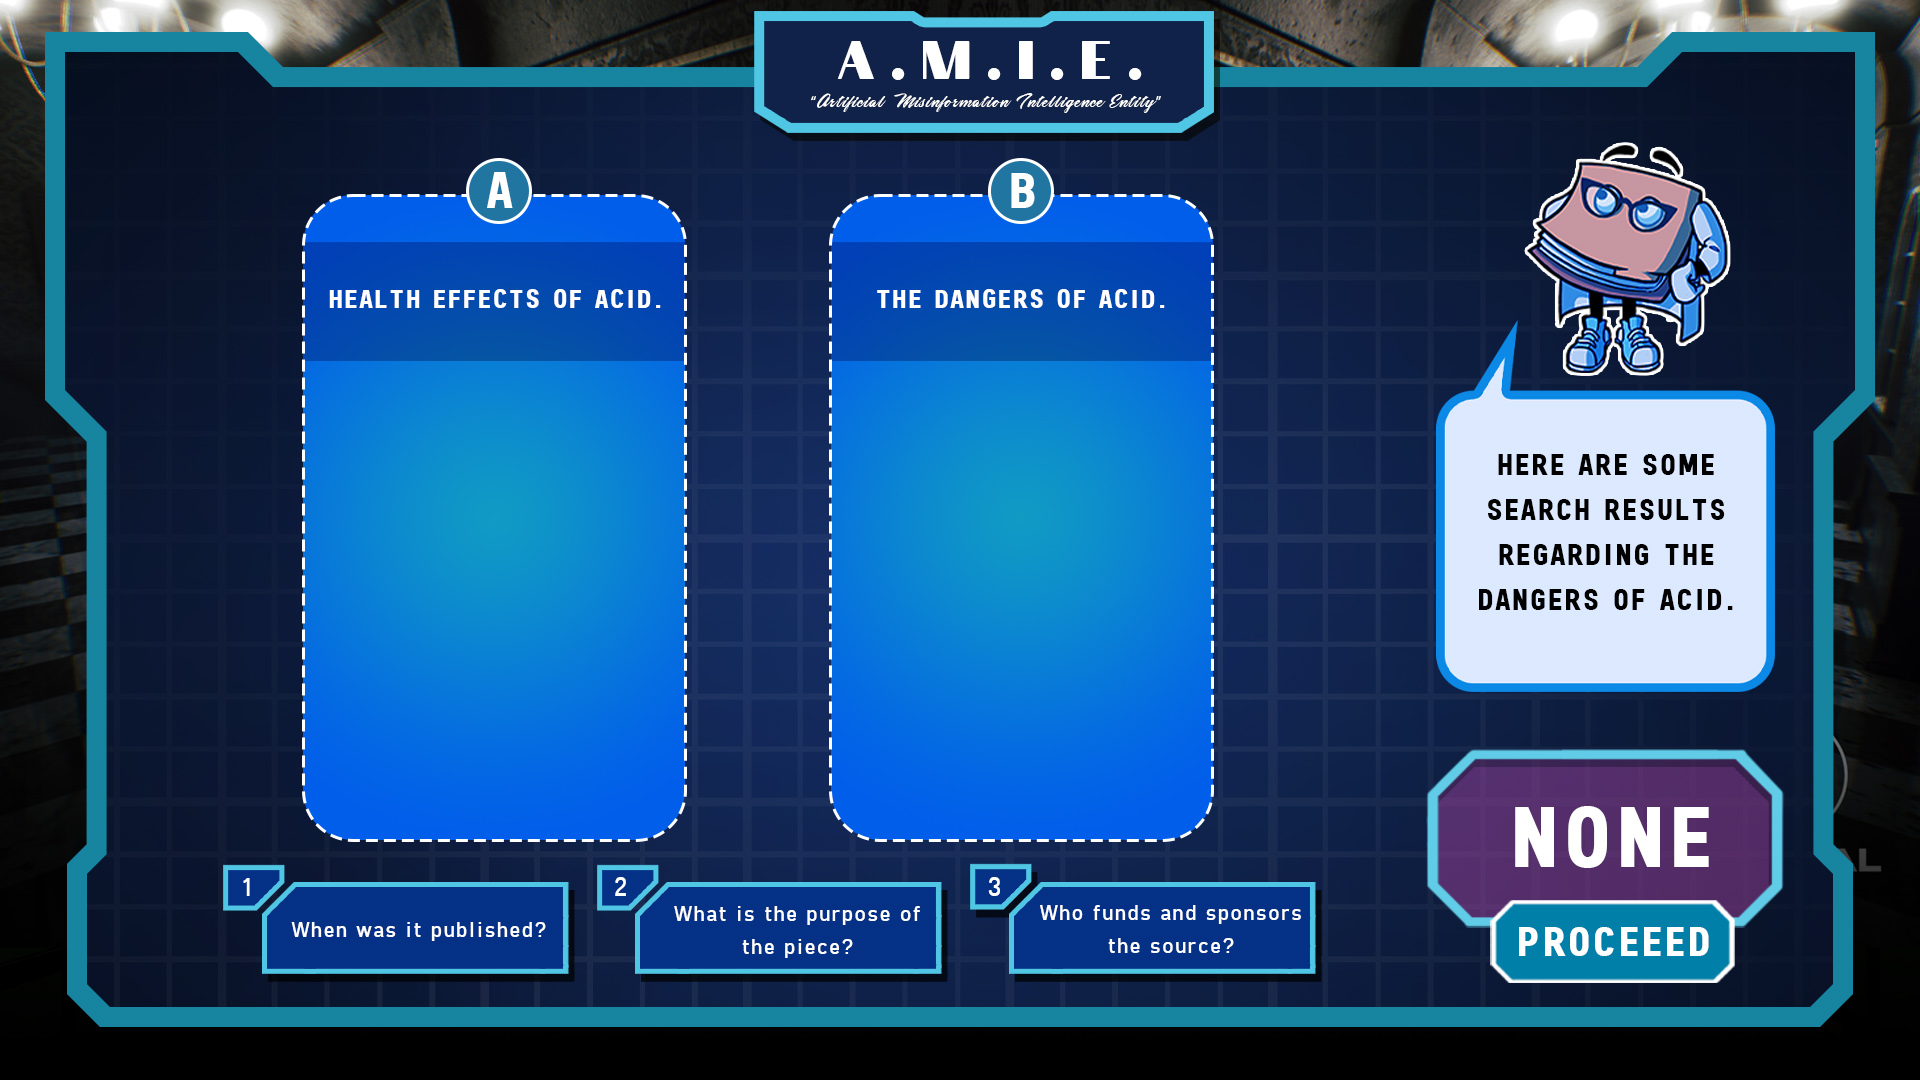 A.M.I.E.
"Artificial Misinformation Intelligence Entity"
A
HEALTH EFFECTS OF ACID.
B
THE DANGERS OF ACID.
HERE ARE SOME
SEARCH RESULTS
REGARDING THE
DANGERS OF ACID.
NONE
PROCEEED
1
When was it published?
2
What is the purpose of
the piece?
3
Who funds and sponsors
the source?